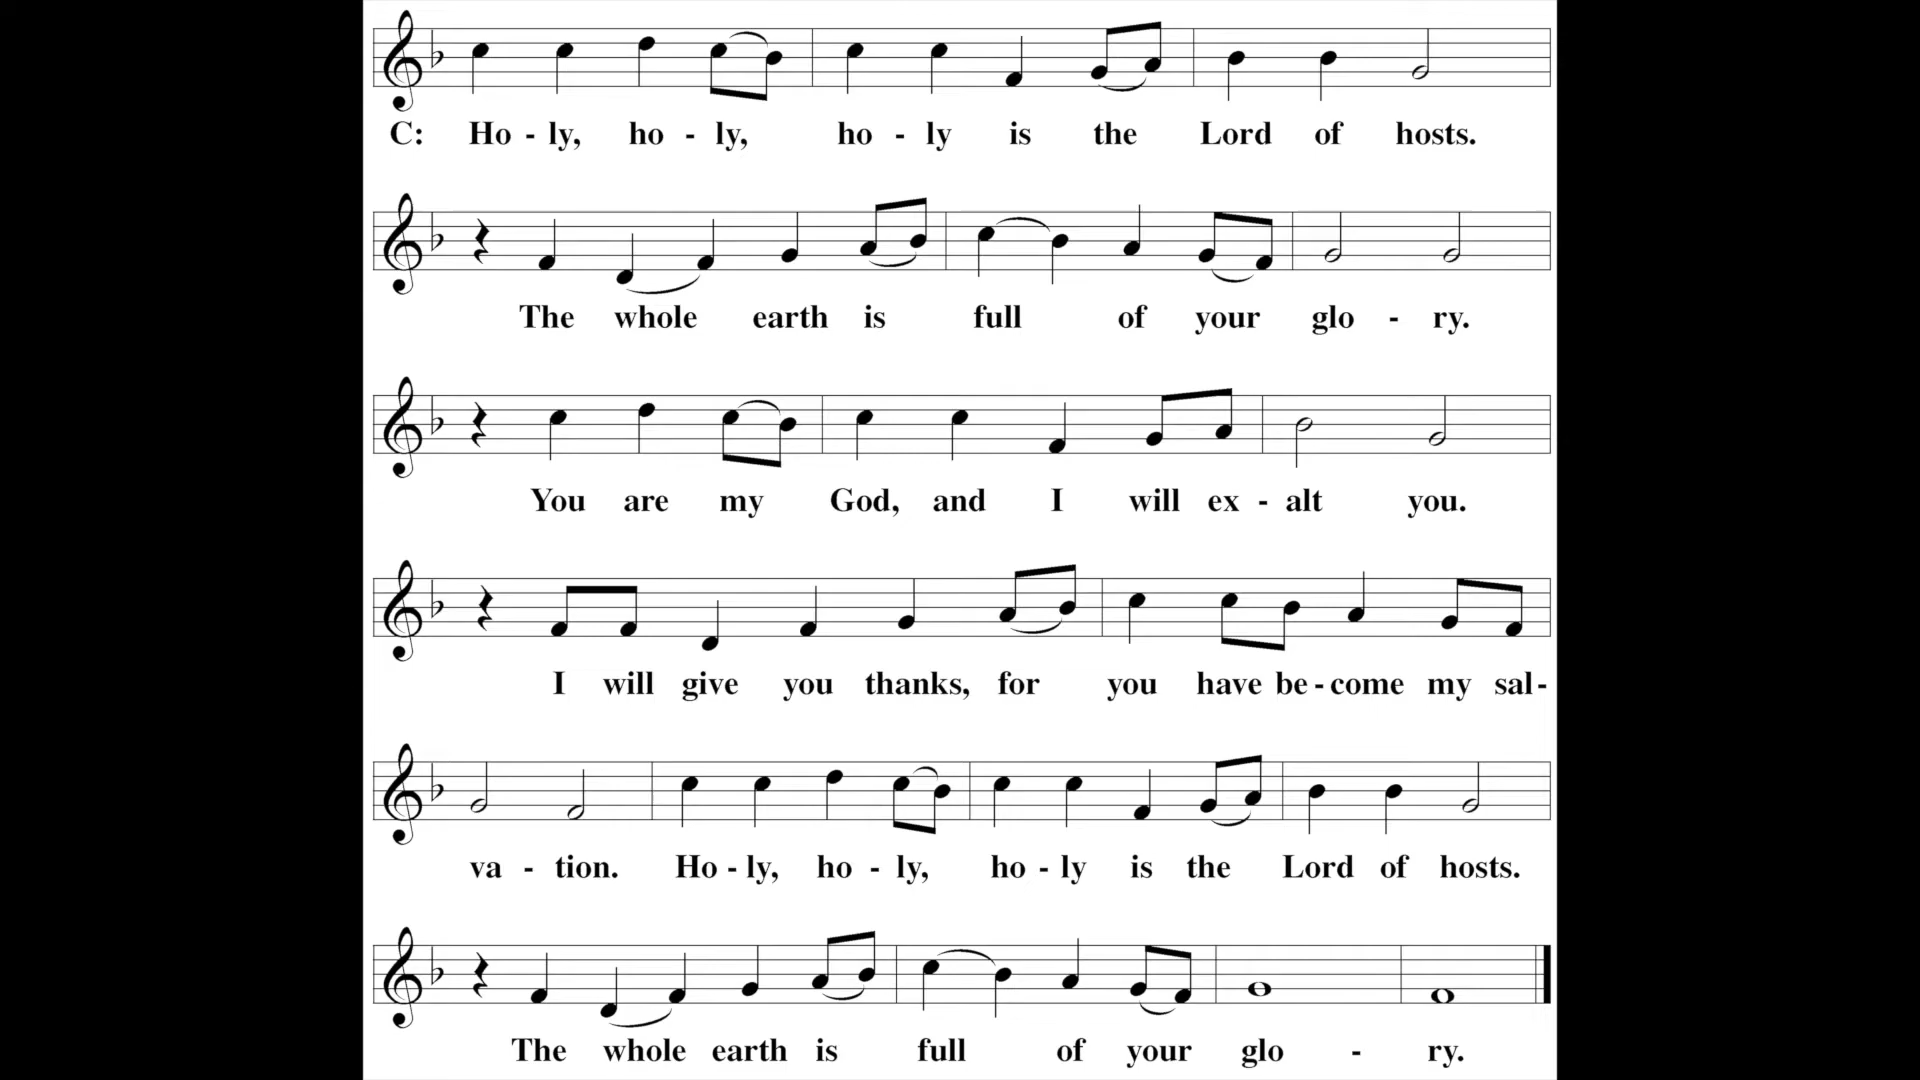 C: Ho - ly, ho - ly, ho - ly is the Lord of hosts.
The whole earth is full of your glo - ry.
You are my God, and I will ex - alt you.
I will give you thanks, for you have be - come my sal -
va - tion. Ho - ly, ho - ly, ho - ly is the Lord of hosts.
The whole earth is full of your glo - ry.